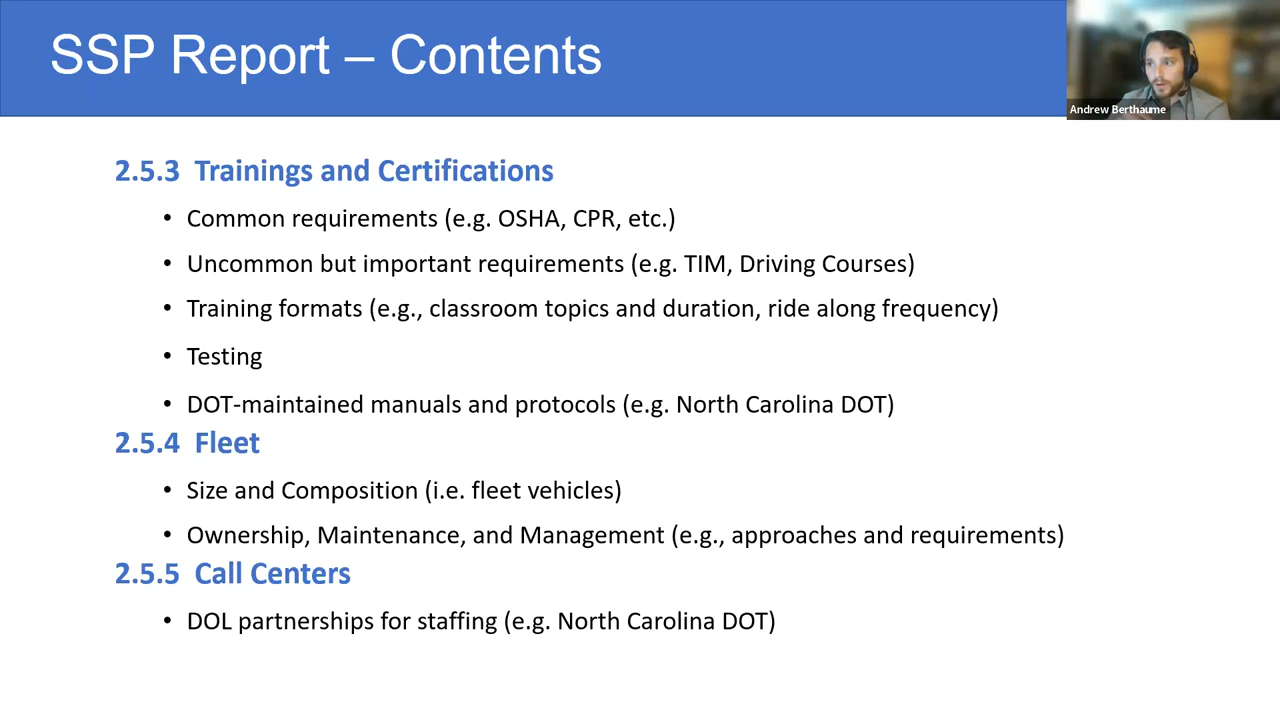 SSP Report – Contents
Andrew Berthaume
2.5.3 Trainings and Certifications
• Common requirements (e.g. OSHA, CPR, etc.)
• Uncommon but important requirements (e.g. TIM, Driving Courses)
• Training formats (e.g., classroom topics and duration, ride along frequency)
• Testing
• DOT-maintained manuals and protocols (e.g. North Carolina DOT)
2.5.4 Fleet
• Size and Composition (i.e. fleet vehicles)
• Ownership, Maintenance, and Management (e.g., approaches and requirements)
2.5.5 Call Centers
• DOL partnerships for staffing (e.g. North Carolina DOT)